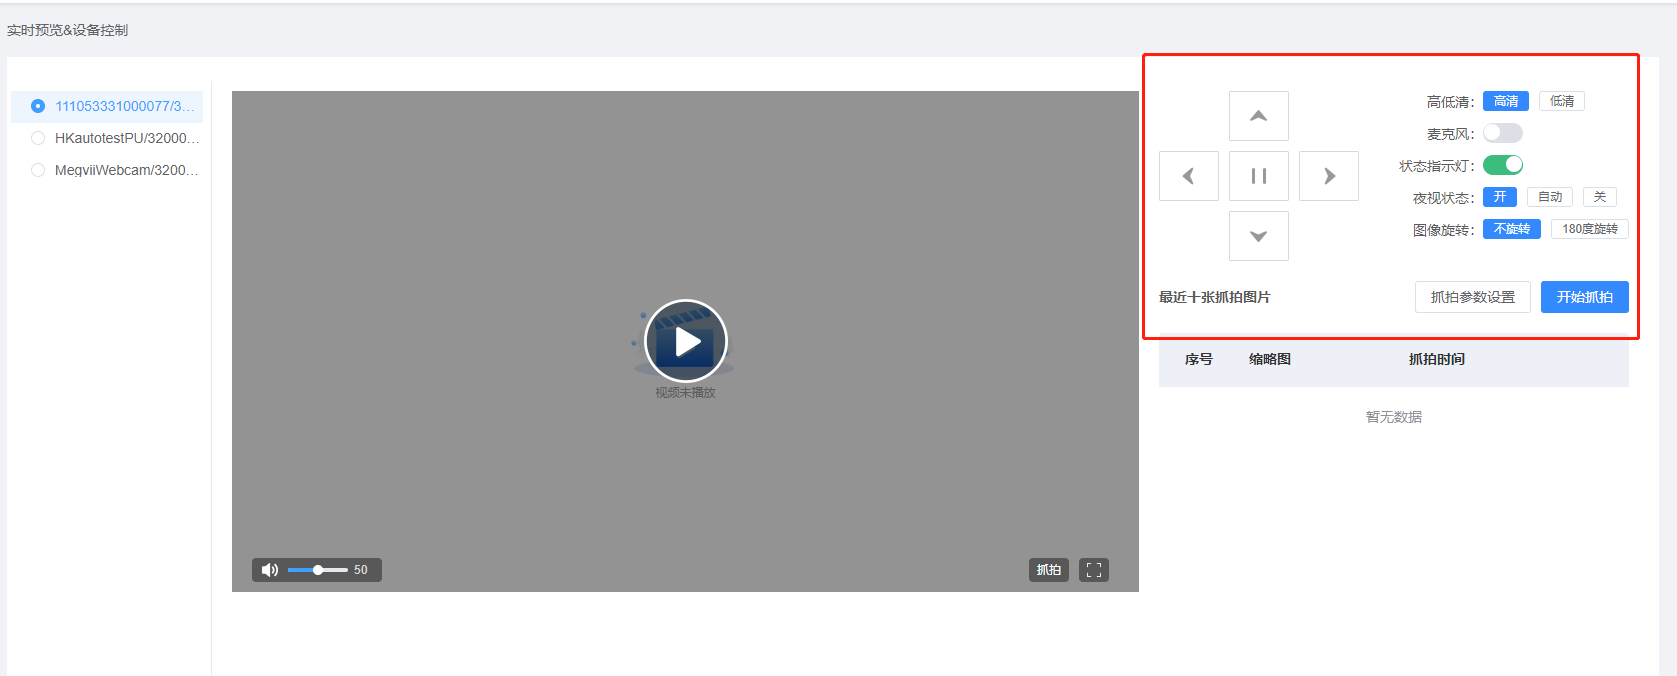 实时预览&设备控制
111053331000077/3...
HKautotestPU/32000...
MegviiWebcam/3200...
视频未播放
50
抓拍
高低清： 高清 低清
麦克风：
状态指示灯：
夜视状态： 开 自动 关
图像旋转： 不旋转 180度旋转
最近十张抓拍图片 抓拍参数设置 开始抓拍
序号 缩略图 抓拍时间
暂无数据